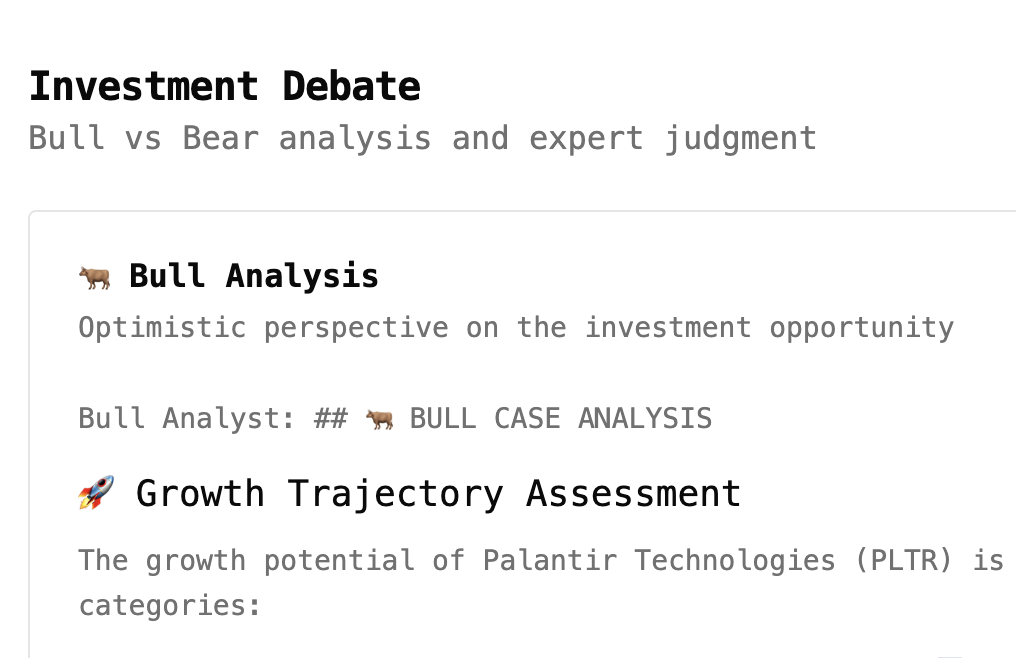 Investment Debate
Bull vs Bear analysis and expert judgment
🐂 Bull Analysis
Optimistic perspective on the investment opportunity
Bull Analyst: ## 🐂 BULL CASE ANALYSIS
🚀 Growth Trajectory Assessment
The growth potential of Palantir Technologies (PLTR) is
categories: